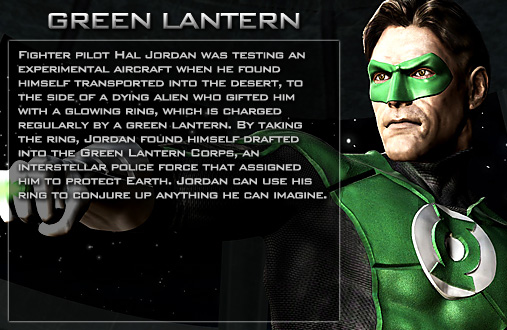 GREEN LANTERN
FIGHTER PILOT HAL JORDAN WAS TESTING AN
EXPERIMENTAL AIRCRAFT WHEN HE FOUND
HIMSELF TRANSPORTED INTO THE DESERT, TO
THE SIDE OF A DYING ALIEN WHO GIFTED HIM
WITH A GLOWING RING, WHICH IS CHARGED
REGULARLY BY A GREEN LANTERN. BY TAKING
THE RING, JORDAN FOUND HIMSELF DRAFTED
INTO THE GREEN LANTERN CORPS, AN
INTERSTELLAR POLICE FORCE THAT ASSIGNED
HIM TO PROTECT EARTH. JORDAN CAN USE HIS
RING TO CONJURE UP ANYTHING HE CAN IMAGINE.